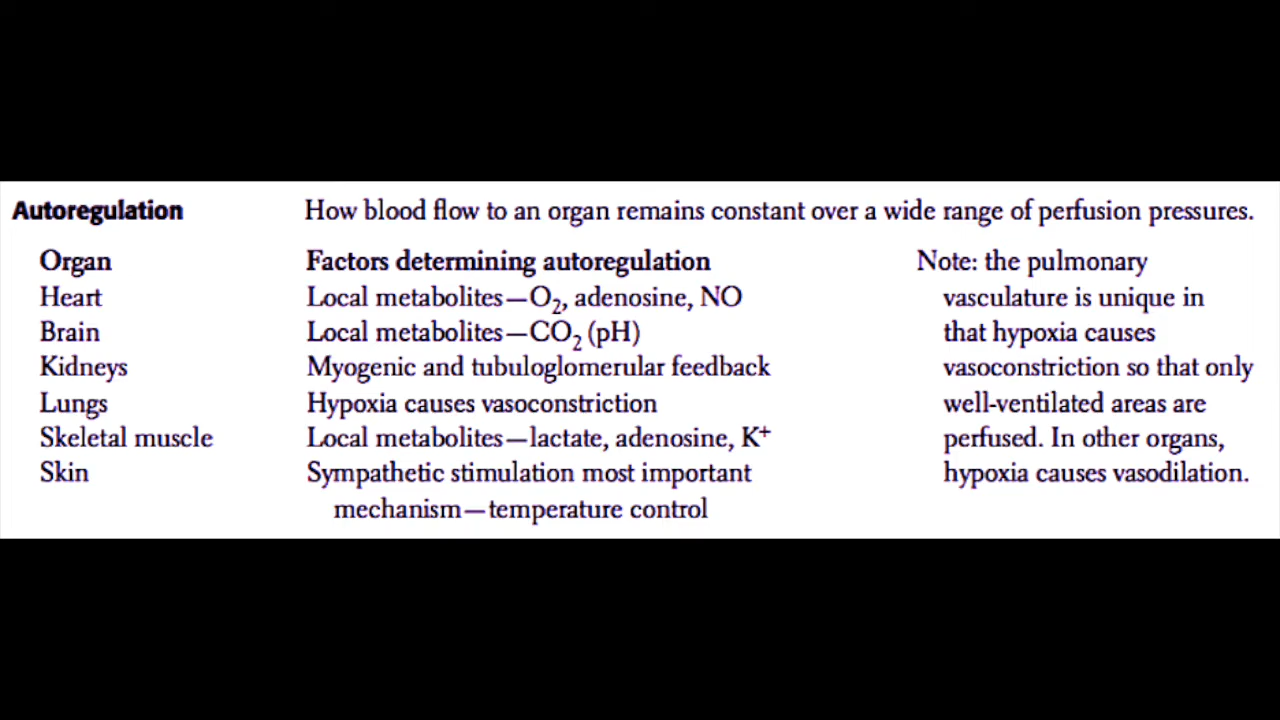 Autoregulation How blood flow to an organ remains constant over a wide range of perfusion pressures.
Organ Factors determining autoregulation
Heart Local metabolites—O₂, adenosine, NO
Brain Local metabolites—CO₂ (pH)
Kidneys Myogenic and tubuloglomerular feedback
Lungs Hypoxia causes vasoconstriction
Skeletal muscle Local metabolites—lactate, adenosine, K⁺
Skin Sympathetic stimulation most important
mechanism—temperature control
Note: the pulmonary
vasculature is unique in
that hypoxia causes
vasoconstriction so that only
well-ventilated areas are
perfused. In other organs,
hypoxia causes vasodilation.